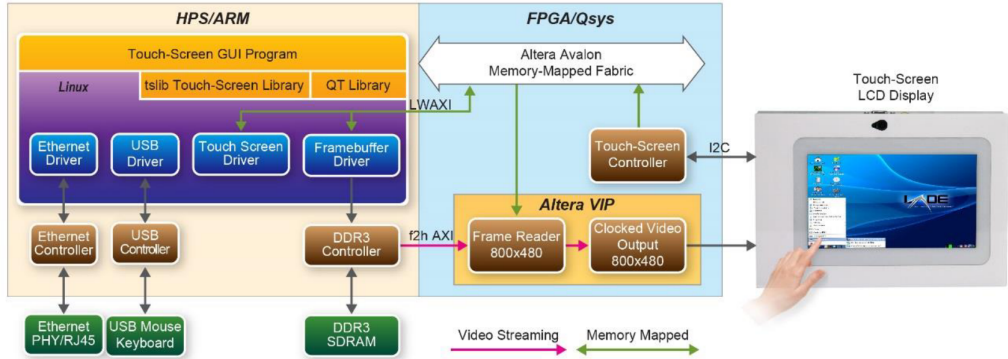 HPS/ARM
FPGA/Qsys
Touch-Screen GUI Program
Linux
tslib Touch-Screen Library
QT Library
Altera Avalon
Memory-Mapped Fabric
LWAXI
Ethernet
Driver
USB
Driver
Touch Screen
Driver
Framebuffer
Driver
Touch-Screen
Controller
I2C
Touch-Screen
LCD Display
Altera VIP
Ethernet
Controller
USB
Controller
DDR3
Controller
f2h AXI
Frame Reader
800x480
Clocked Video
Output
800x480
Ethernet
PHY/RJ45
USB Mouse
Keyboard
DDR3
SDRAM
Video Streaming
Memory Mapped